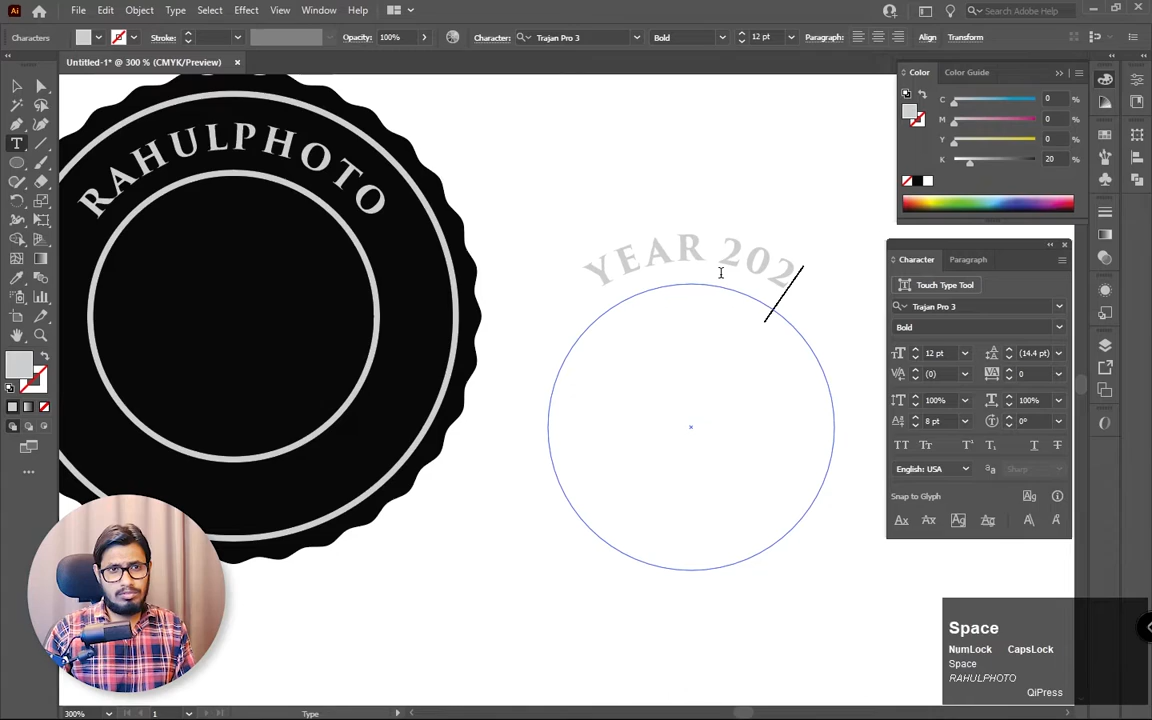 Ai
File Edit Object Type Select Effect View Window Help
Search Adobe Help
Characters
Stroke:
Opacity: 100%
Character: Trajan Pro 3
Bold
12 pt
Paragraph:
Align
Transform
Untitled-1* @ 300 % (CMYK/Preview)
RAHULPHOTO
YEAR 202
Color
Color Guide
C 0 %
M 0 %
Y 0 %
K 20 %
Character
Paragraph
Touch Type Tool
Trajan Pro 3
Bold
12 pt
(14.4 pt)
(0)
0
100%
100%
8 pt
0°
English: USA
Sharp
Snap to Glyph
Space
NumLock CapsLock
Space
RAHULPHOTO
QiPress
300%
1
Type